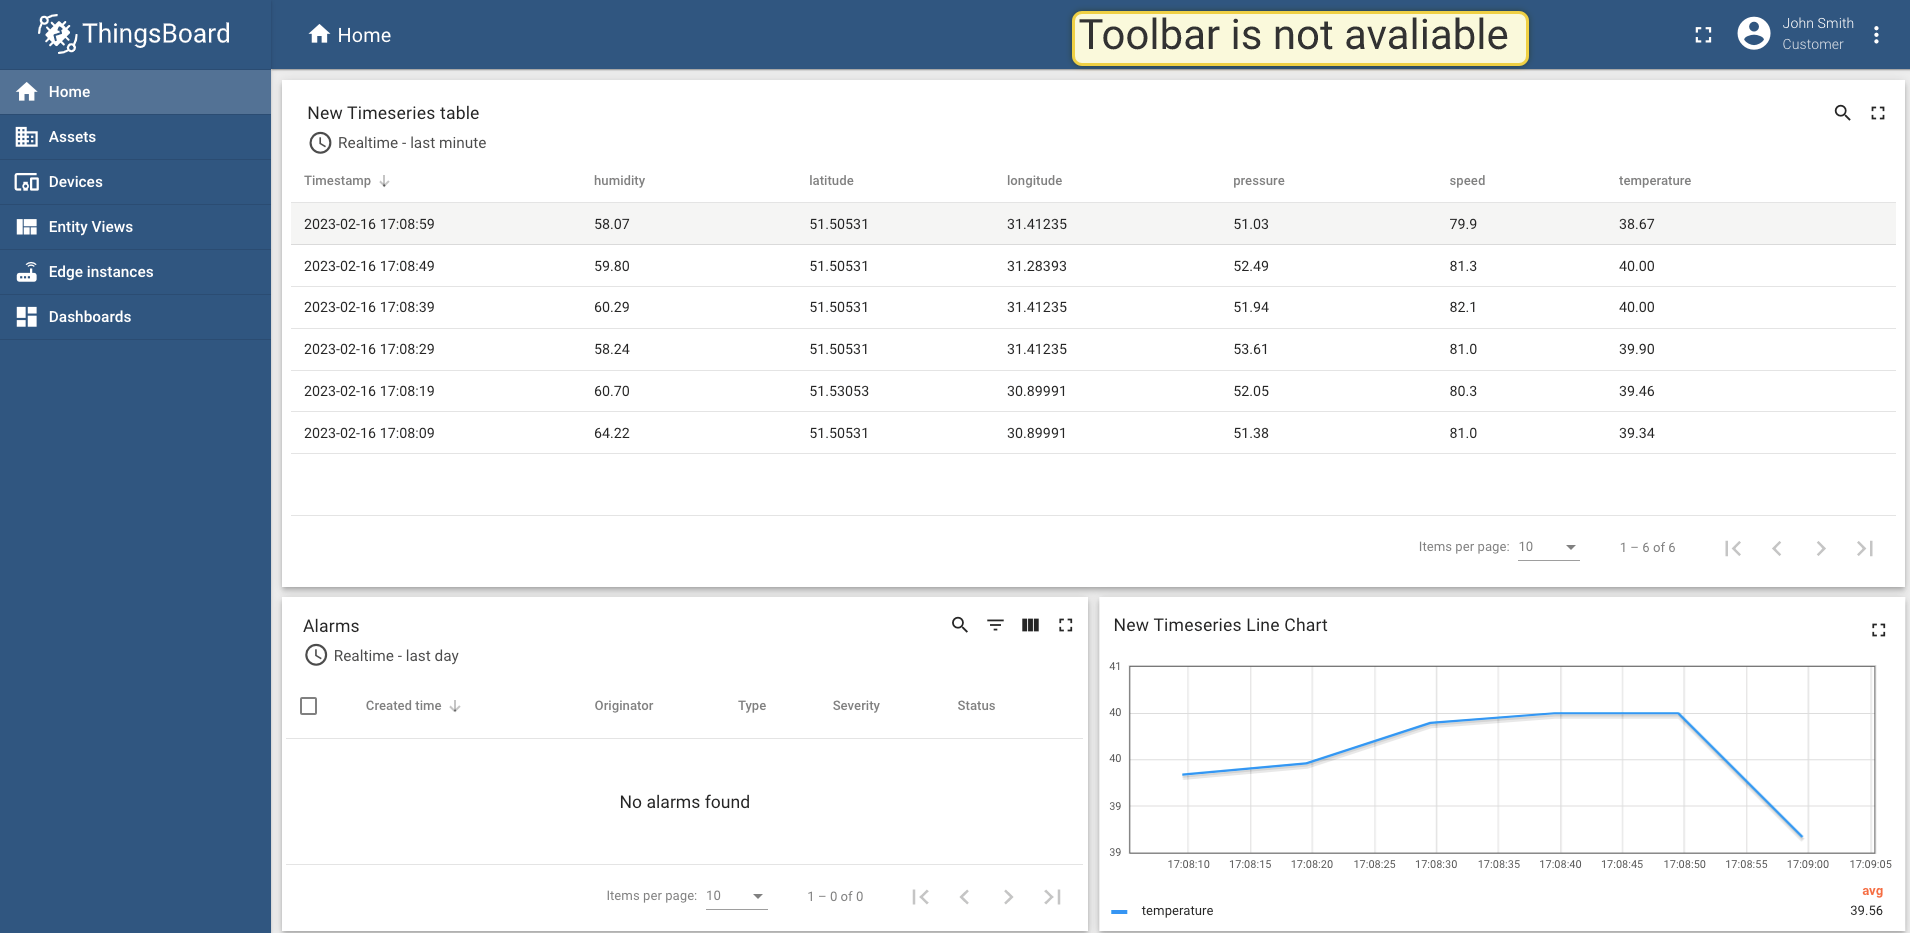 ThingsBoard
Home
Toolbar is not avaliable
John Smith
Customer
Home
Assets
Devices
Entity Views
Edge instances
Dashboards
New Timeseries table
Realtime - last minute
Timestamp humidity latitude longitude pressure speed temperature
2023-02-16 17:08:59 58.07 51.50531 31.41235 51.03 79.9 38.67
2023-02-16 17:08:49 59.80 51.50531 31.28393 52.49 81.3 40.00
2023-02-16 17:08:39 60.29 51.50531 31.41235 51.94 82.1 40.00
2023-02-16 17:08:29 58.24 51.50531 31.41235 53.61 81.0 39.90
2023-02-16 17:08:19 60.70 51.53053 30.89991 52.05 80.3 39.46
2023-02-16 17:08:09 64.22 51.50531 30.89991 51.38 81.0 39.34
Items per page: 10 1 – 6 of 6
Alarms
Realtime - last day
Created time Originator Type Severity Status
No alarms found
Items per page: 10 1 – 0 of 0
New Timeseries Line Chart
41
40
40
39
39
17:08:10 17:08:15 17:08:20 17:08:25 17:08:30 17:08:35 17:08:40 17:08:45 17:08:50 17:08:55 17:09:00 17:09:05
avg
temperature 39.56